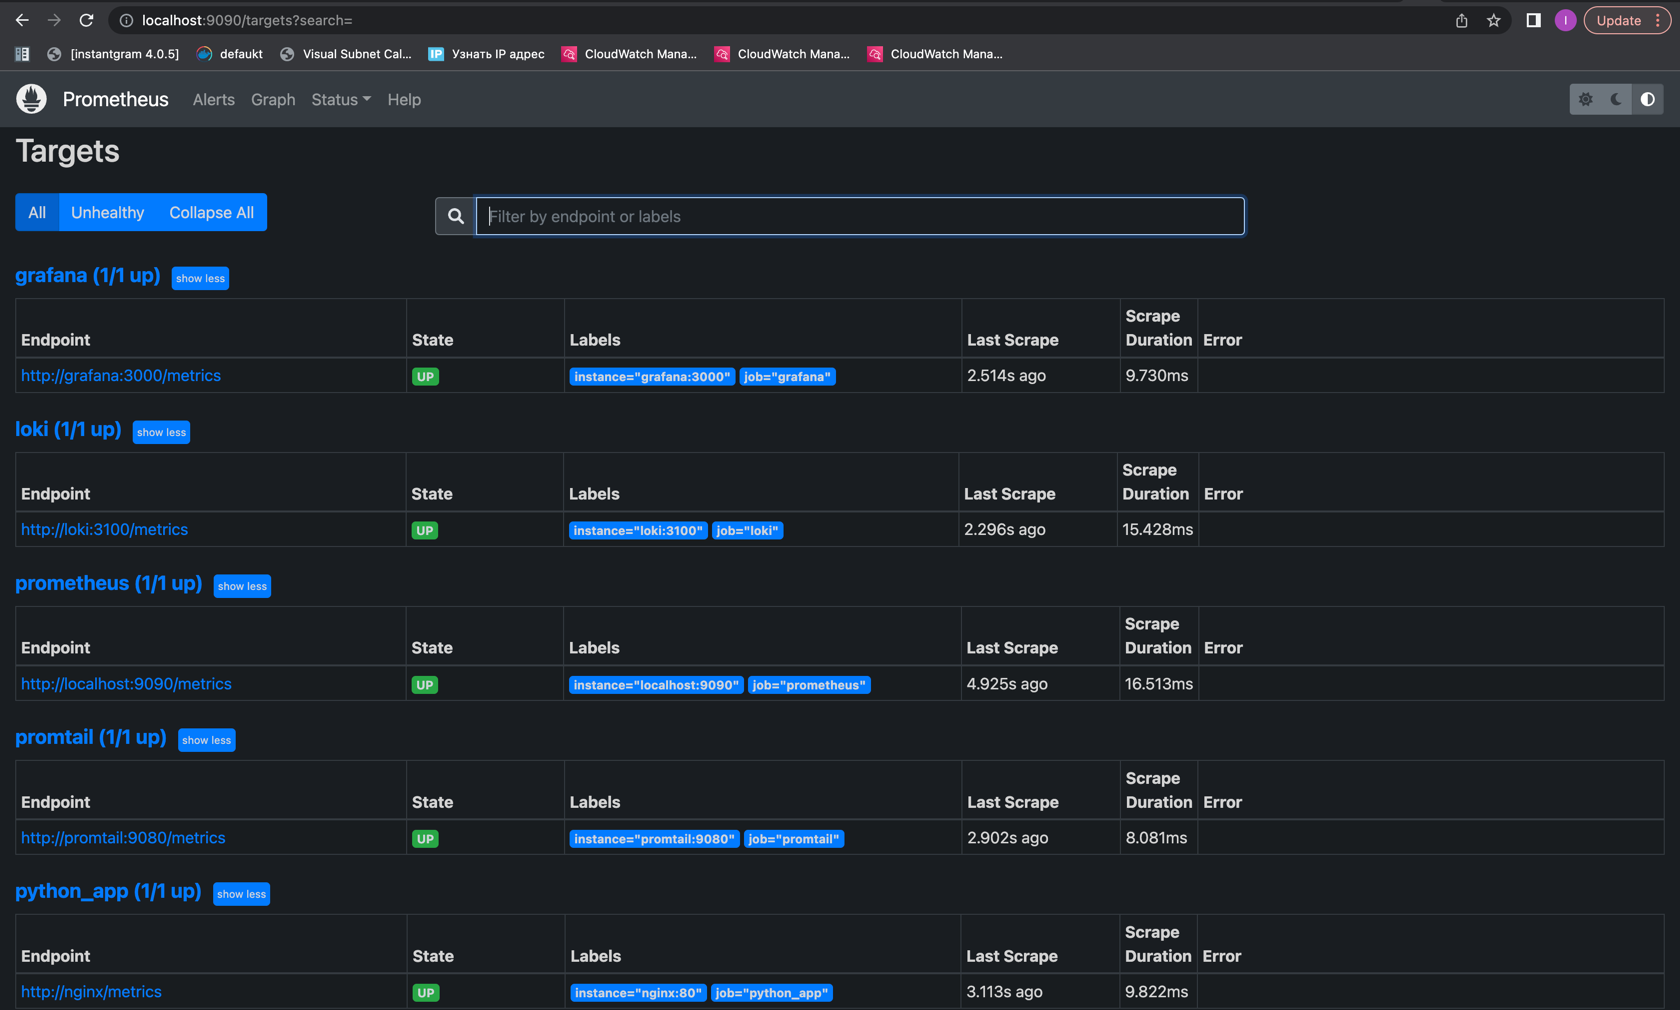 localhost:9090/targets?search=
Update
[instantgram 4.0.5] defaukt Visual Subnet Cal... IP Узнать IP адрес CloudWatch Mana... CloudWatch Mana... CloudWatch Mana...
Prometheus Alerts Graph Status Help
Targets
All Unhealthy Collapse All
Filter by endpoint or labels
grafana (1/1 up) show less
Endpoint State Labels Last Scrape Scrape Duration Error
http://grafana:3000/metrics UP instance="grafana:3000" job="grafana" 2.514s ago 9.730ms
loki (1/1 up) show less
Endpoint State Labels Last Scrape Scrape Duration Error
http://loki:3100/metrics UP instance="loki:3100" job="loki" 2.296s ago 15.428ms
prometheus (1/1 up) show less
Endpoint State Labels Last Scrape Scrape Duration Error
http://localhost:9090/metrics UP instance="localhost:9090" job="prometheus" 4.925s ago 16.513ms
promtail (1/1 up) show less
Endpoint State Labels Last Scrape Scrape Duration Error
http://promtail:9080/metrics UP instance="promtail:9080" job="promtail" 2.902s ago 8.081ms
python_app (1/1 up) show less
Endpoint State Labels Last Scrape Scrape Duration Error
http://nginx/metrics UP instance="nginx:80" job="python_app" 3.113s ago 9.822ms